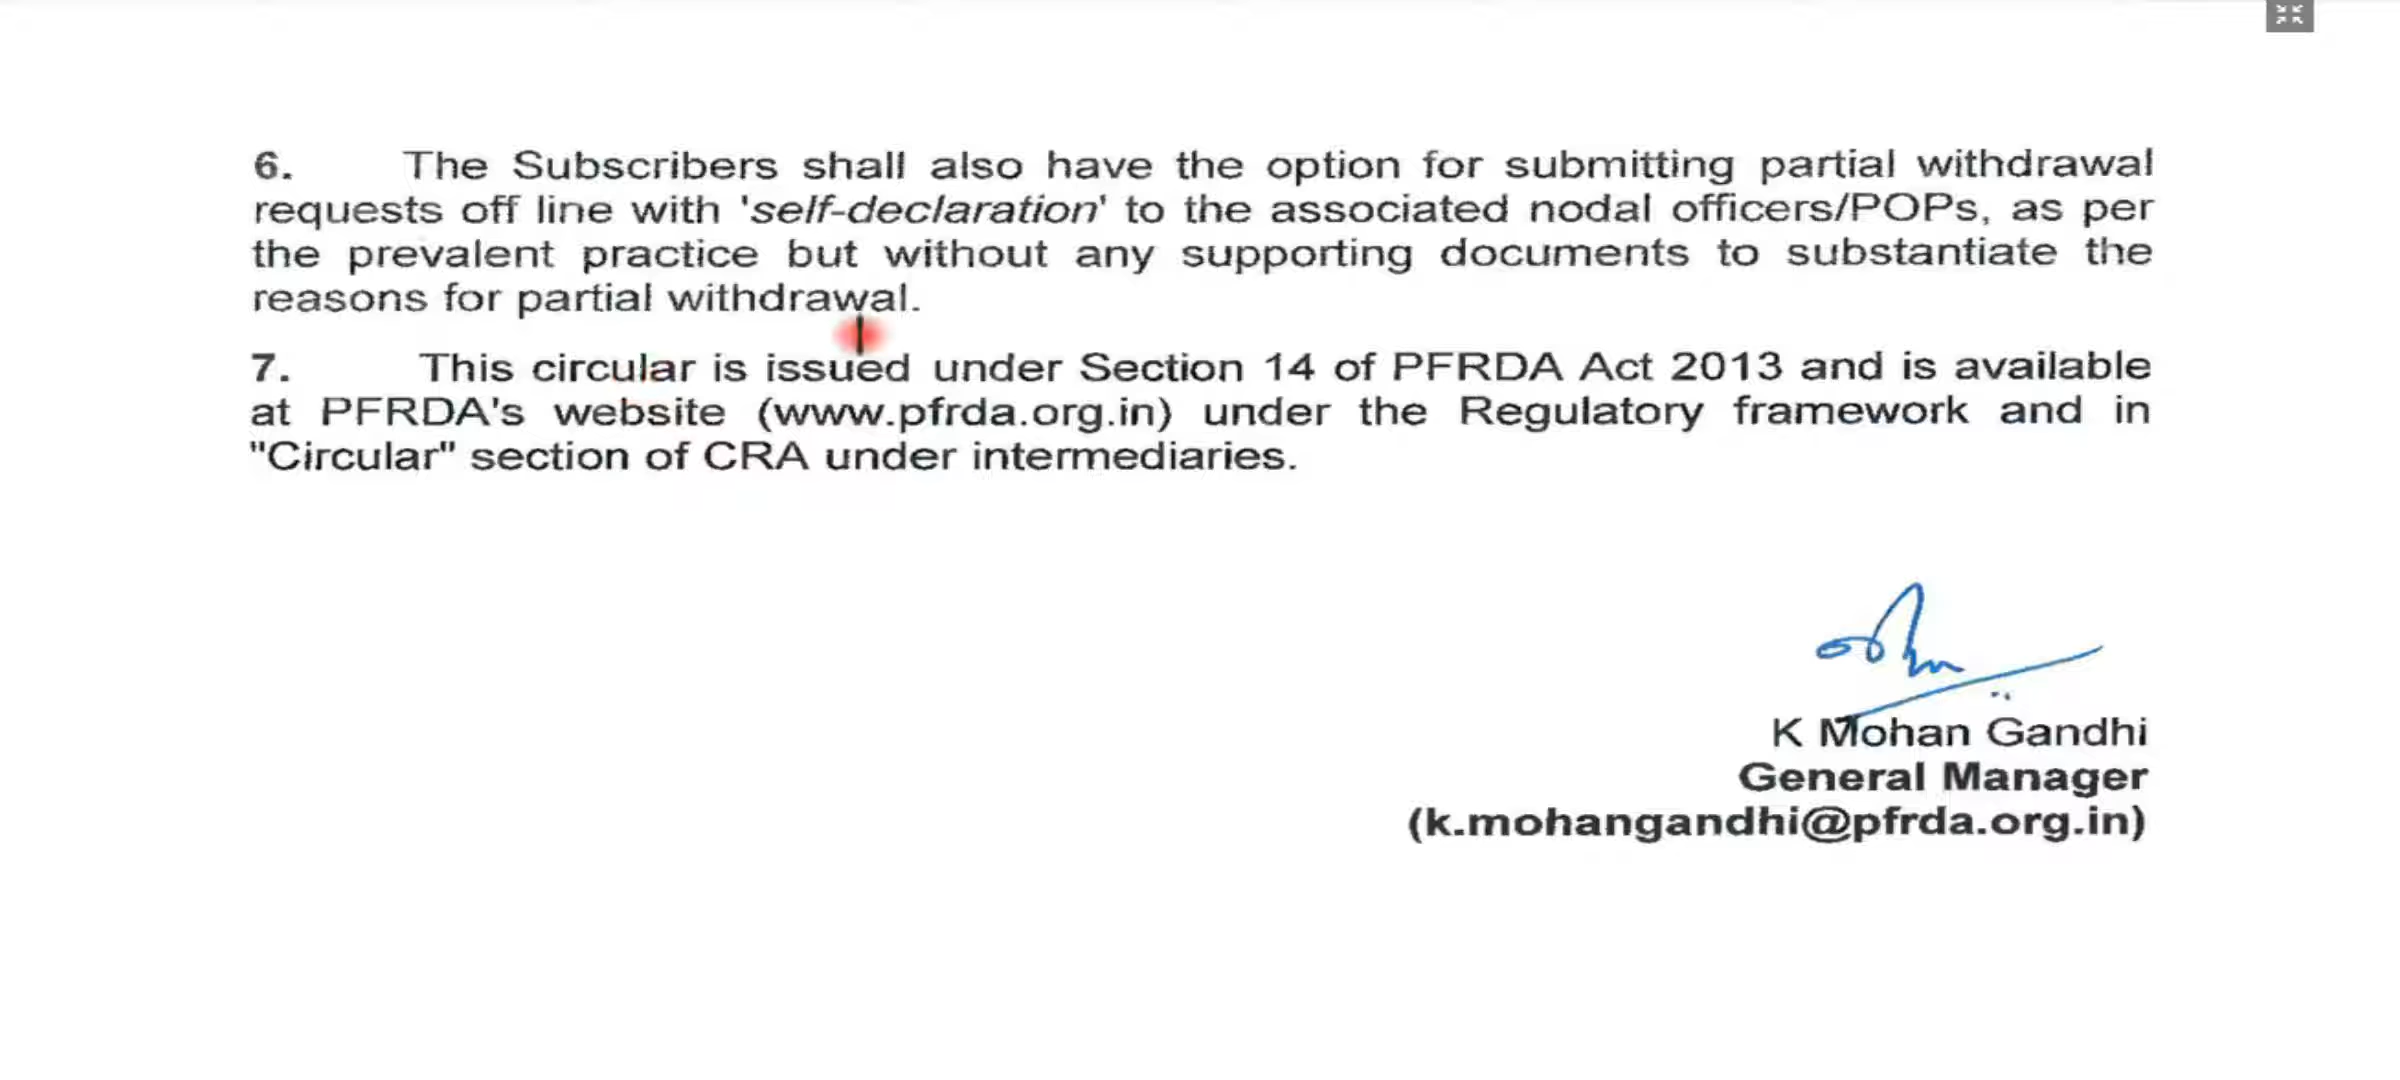 6. The Subscribers shall also have the option for submitting partial withdrawal
requests off line with 'self-declaration' to the associated nodal officers/POPs, as per
the prevalent practice but without any supporting documents to substantiate the
reasons for partial withdrawal.
7. This circular is issued under Section 14 of PFRDA Act 2013 and is available
at PFRDA's website (www.pfrda.org.in) under the Regulatory framework and in
"Circular" section of CRA under intermediaries.
K Mohan Gandhi
General Manager
(k.mohangandhi@pfrda.org.in)